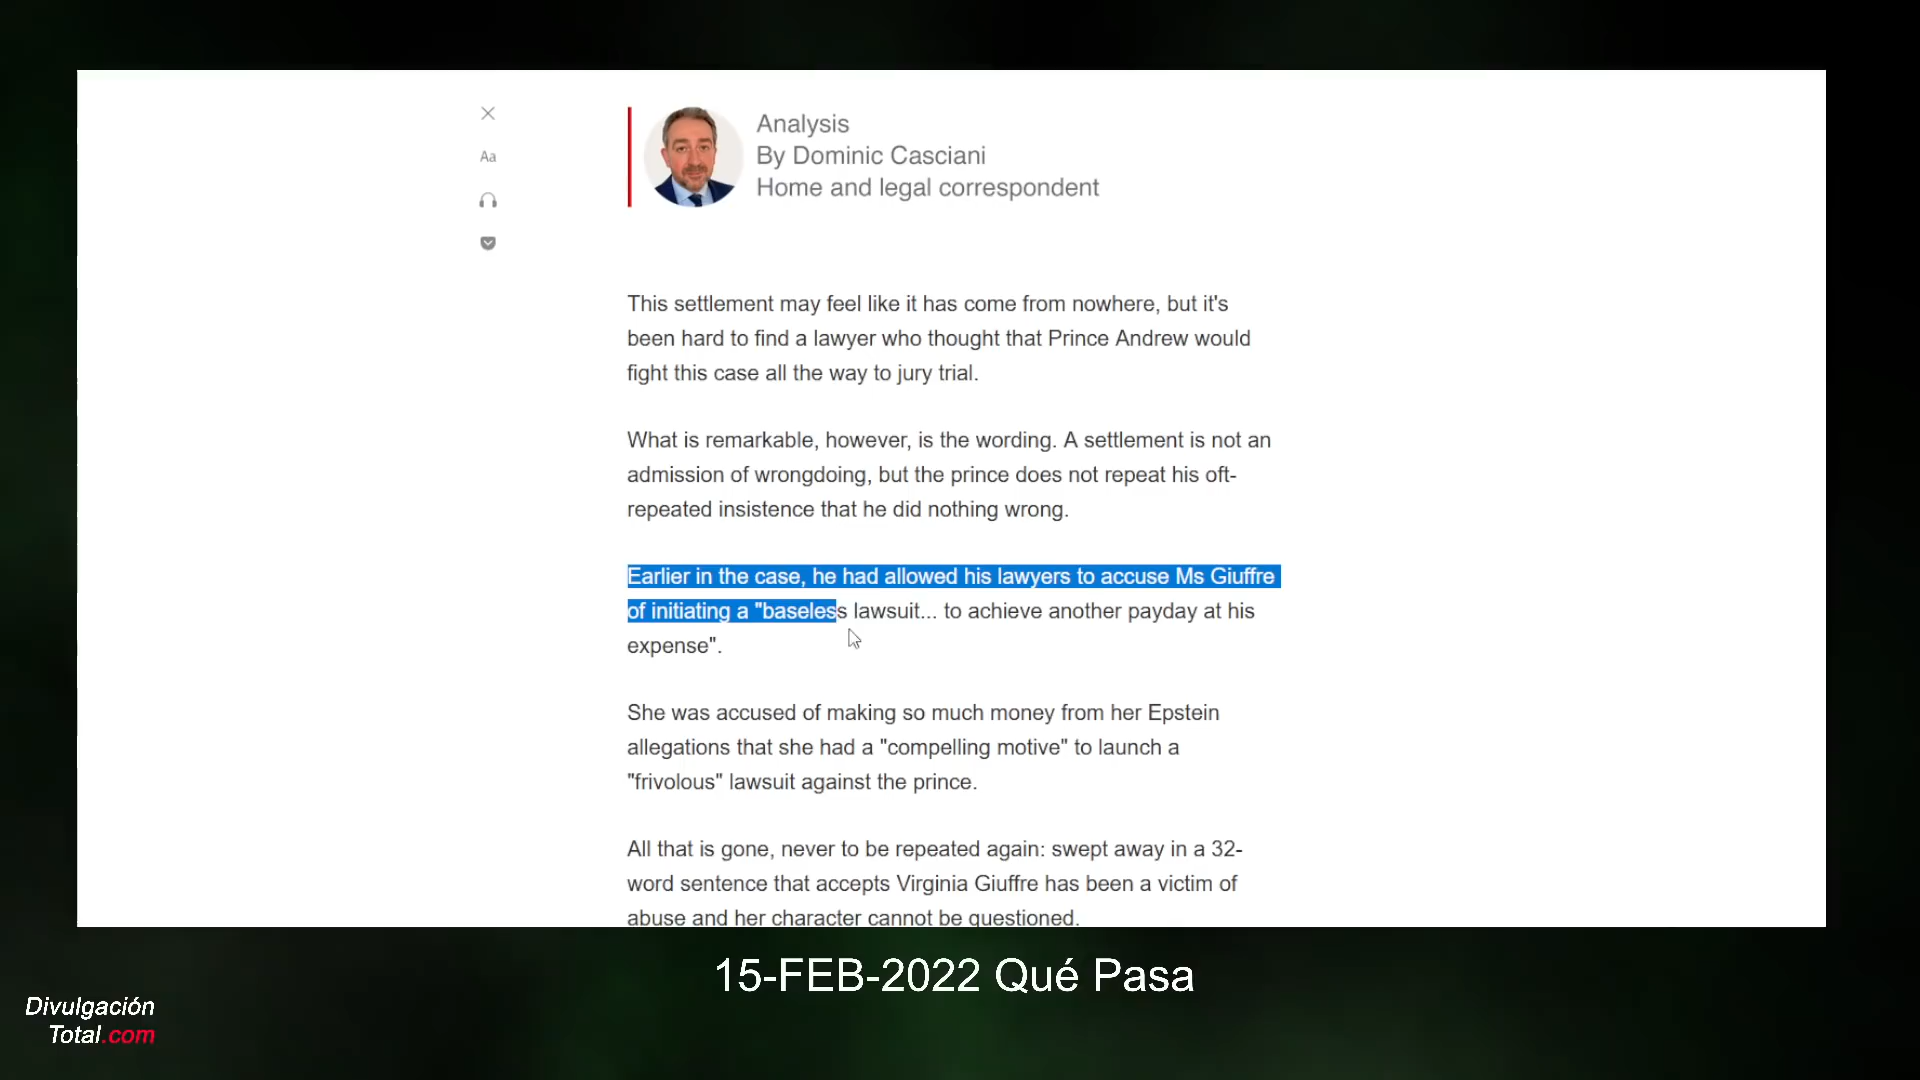 Aa
Analysis
By Dominic Casciani
Home and legal correspondent
This settlement may feel like it has come from nowhere, but it's
been hard to find a lawyer who thought that Prince Andrew would
fight this case all the way to jury trial.
What is remarkable, however, is the wording. A settlement is not an
admission of wrongdoing, but the prince does not repeat his oft-
repeated insistence that he did nothing wrong.
Earlier in the case, he had allowed his lawyers to accuse Ms Giuffre
of initiating a "baseless lawsuit... to achieve another payday at his
expense".
She was accused of making so much money from her Epstein
allegations that she had a "compelling motive" to launch a
"frivolous" lawsuit against the prince.
All that is gone, never to be repeated again: swept away in a 32-
word sentence that accepts Virginia Giuffre has been a victim of
abuse and her character cannot be questioned.
15-FEB-2022 Qué Pasa
Divulgación
Total.com